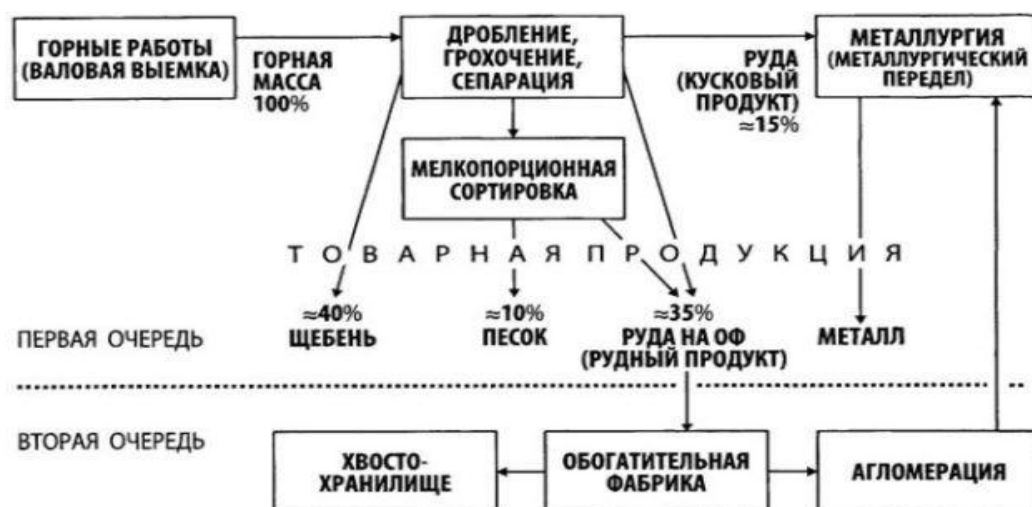 ГОРНЫЕ РАБОТЫ
(ВАЛОВАЯ ВЫЕМКА)
ГОРНАЯ
МАССА
100%
ДРОБЛЕНИЕ,
ГРОХОЧЕНИЕ,
СЕПАРАЦИЯ
РУДА
(КУСКОВЫЙ
ПРОДУКТ)
≈15%
МЕТАЛЛУРГИЯ
(МЕТАЛЛУРГИЧЕСКИЙ
ПЕРЕДЕЛ)
МЕЛКОПОРЦИОННАЯ
СОРТИРОВКА
ТОВАРНАЯ ПРОДУКЦИЯ
ПЕРВАЯ ОЧЕРЕДЬ
≈40%
ЩЕБЕНЬ
≈10%
ПЕСОК
≈35%
РУДА НА ОФ
(РУДНЫЙ ПРОДУКТ)
МЕТАЛЛ
ВТОРАЯ ОЧЕРЕДЬ
ХВОСТО-
ХРАНИЛИЩЕ
ОБОГАТИТЕЛЬНАЯ
ФАБРИКА
АГЛОМЕРАЦИЯ